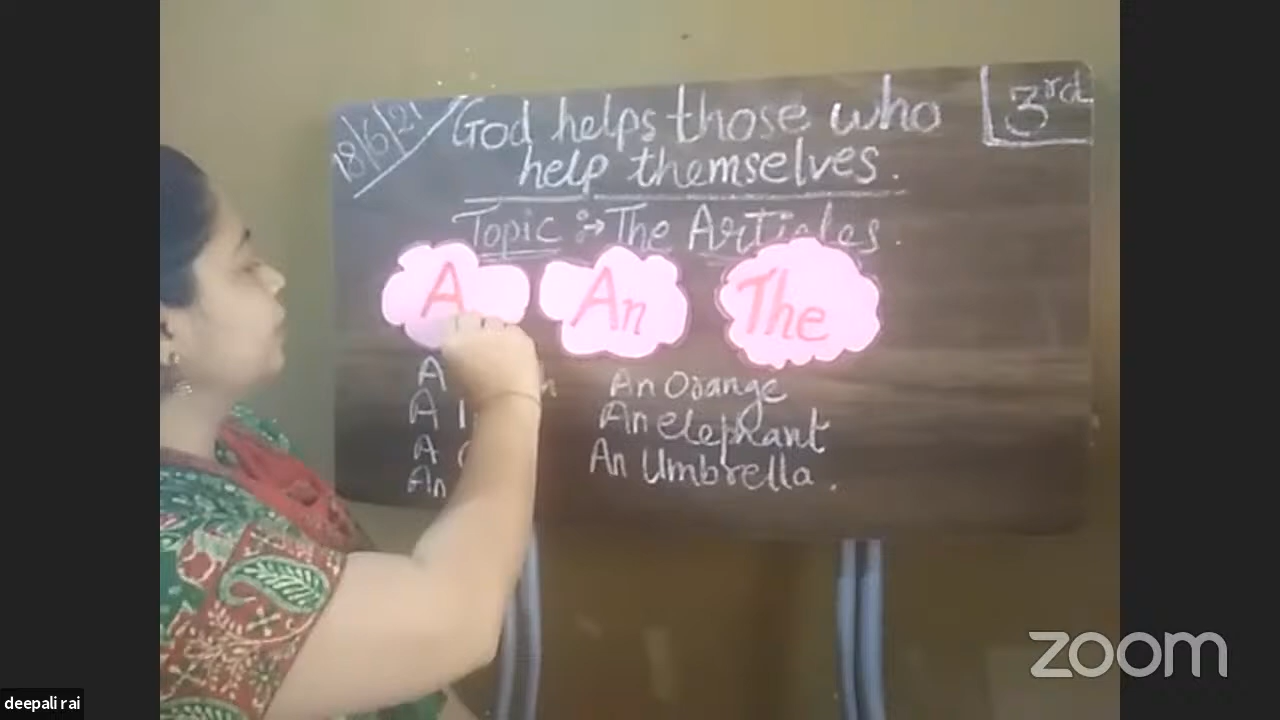 18/6/21
God helps those who
3rd
help themselves.
Topic :→ The Articles.
A
An
The
A
An Orange
A
An elephant
A
An Umbrella.
An
zoom
deepali rai